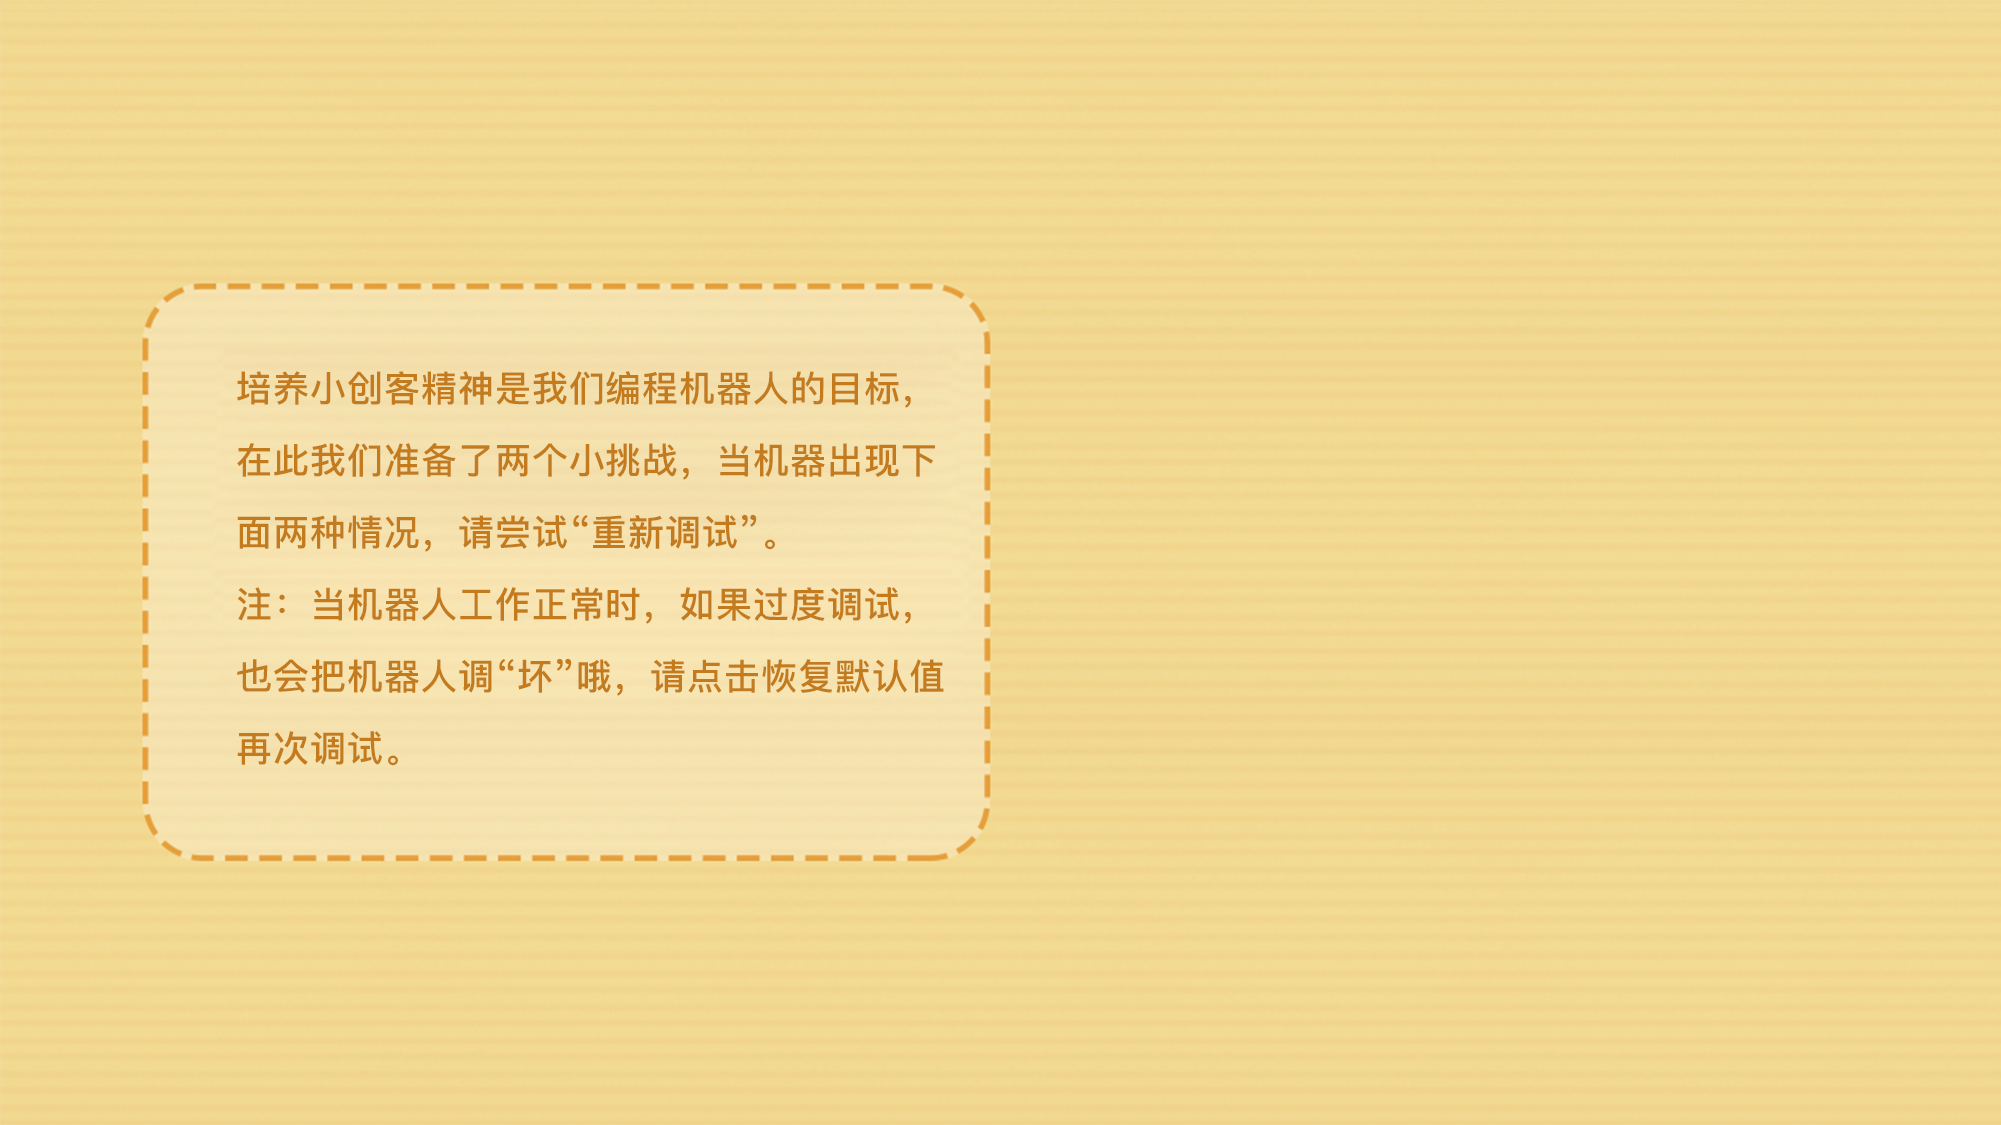 培养小创客精神是我们编程机器人的目标，
在此我们准备了两个小挑战，当机器出现下
面两种情况，请尝试“重新调试”。
注：当机器人工作正常时，如果过度调试，
也会把机器人调“坏”哦，请点击恢复默认值
再次调试。